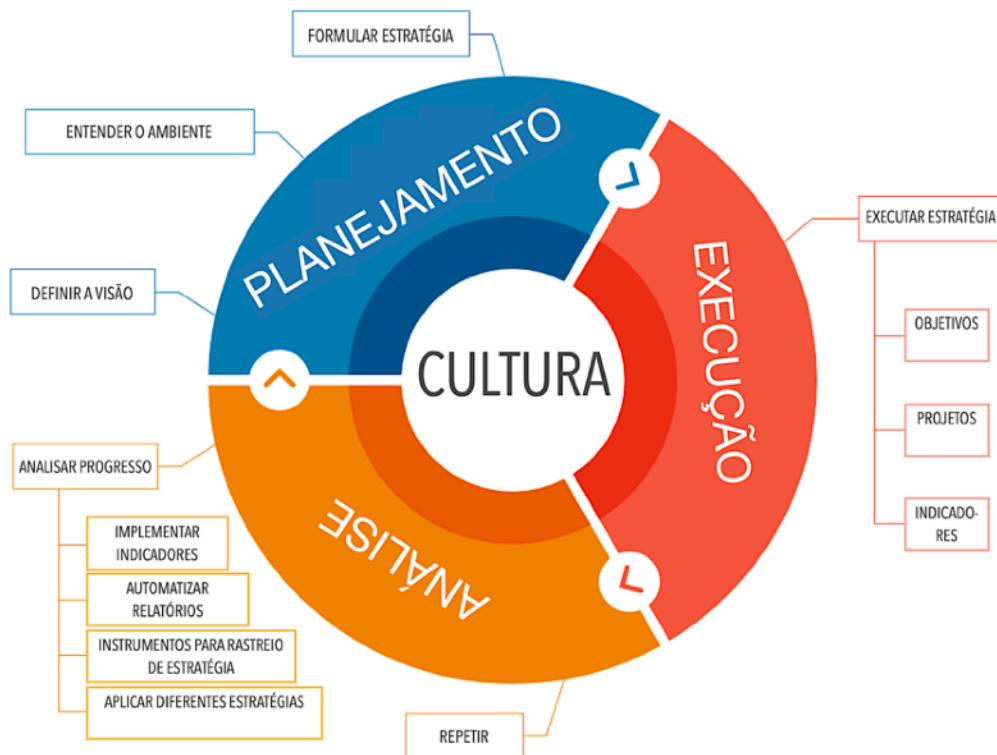 FORMULAR ESTRATÉGIA
ENTENDER O AMBIENTE
DEFINIR A VISÃO
PLANEJAMENTO
EXECUÇÃO
EXECUTAR ESTRATÉGIA
OBJETIVOS
PROJETOS
INDICADO-
RES
CULTURA
ANÁLISE
ANALISAR PROGRESSO
IMPLEMENTAR
INDICADORES
AUTOMATIZAR
RELATÓRIOS
INSTRUMENTOS PARA RASTREIO
DE ESTRATÉGIA
APLICAR DIFERENTES ESTRATÉGIAS
REPETIR